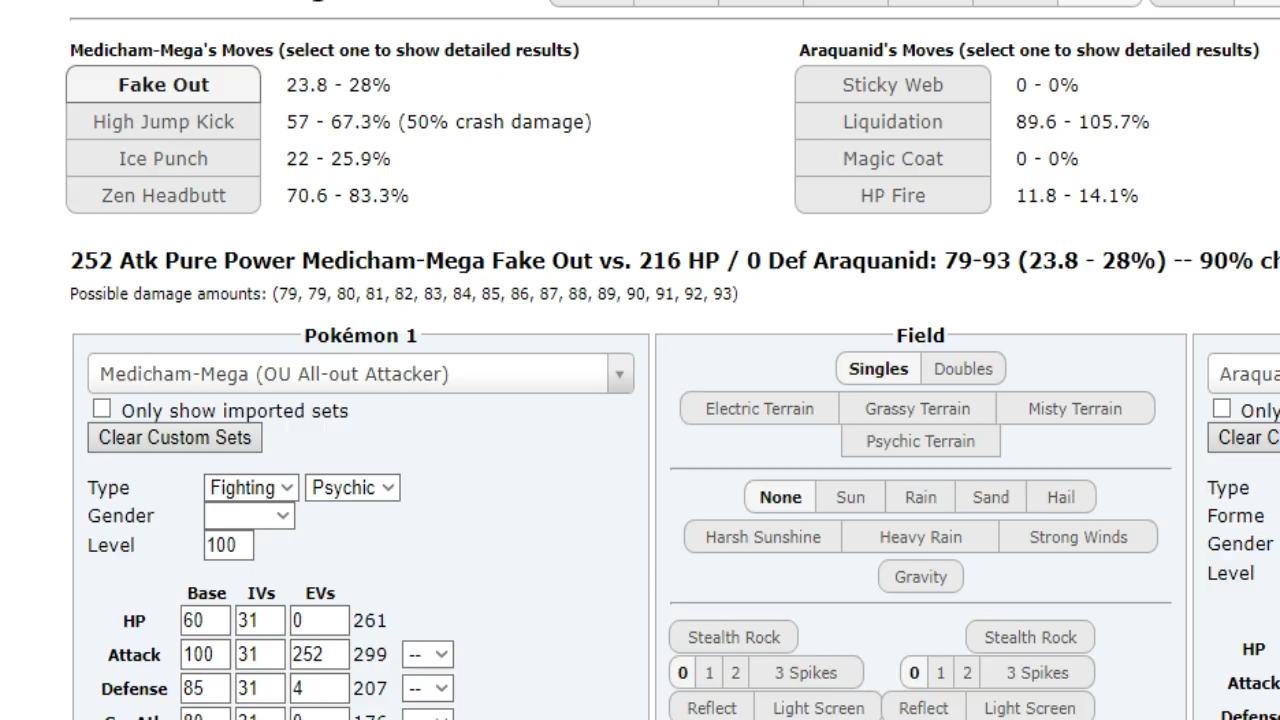 Medicham-Mega's Moves (select one to show detailed results)
Fake Out 23.8 - 28%
High Jump Kick 57 - 67.3% (50% crash damage)
Ice Punch 22 - 25.9%
Zen Headbutt 70.6 - 83.3%
Araquanid's Moves (select one to show detailed results)
Sticky Web 0 - 0%
Liquidation 89.6 - 105.7%
Magic Coat 0 - 0%
HP Fire 11.8 - 14.1%
252 Atk Pure Power Medicham-Mega Fake Out vs. 216 HP / 0 Def Araquanid: 79-93 (23.8 - 28%) -- 90% ch
Possible damage amounts: (79, 79, 80, 81, 82, 83, 84, 85, 86, 87, 88, 89, 90, 91, 92, 93)
Pokémon 1
Medicham-Mega (OU All-out Attacker)
Only show imported sets
Clear Custom Sets
Type Fighting Psychic
Gender
Level 100
Base IVs EVs
HP 60 31 0 261
Attack 100 31 252 299 --
Defense 85 31 4 207 --
Field
Singles Doubles
Electric Terrain Grassy Terrain Misty Terrain
Psychic Terrain
None Sun Rain Sand Hail
Harsh Sunshine Heavy Rain Strong Winds
Gravity
Stealth Rock Stealth Rock
0 1 2 3 Spikes 0 1 2 3 Spikes
Reflect Light Screen Reflect Light Screen
Araqua
Only
Clear C
Type
Forme
Gender
Level
HP
Attack
Defense